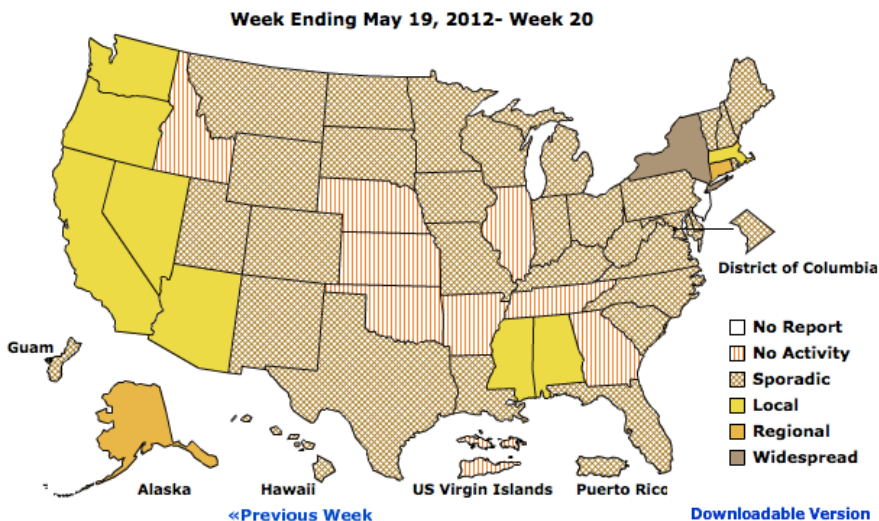 Week Ending May 19, 2012- Week 20
District of Columbia
No Report
No Activity
Sporadic
Local
Regional
Widespread
Guam
Alaska
Hawaii
US Virgin Islands
Puerto Rico
«Previous Week
Downloadable Version